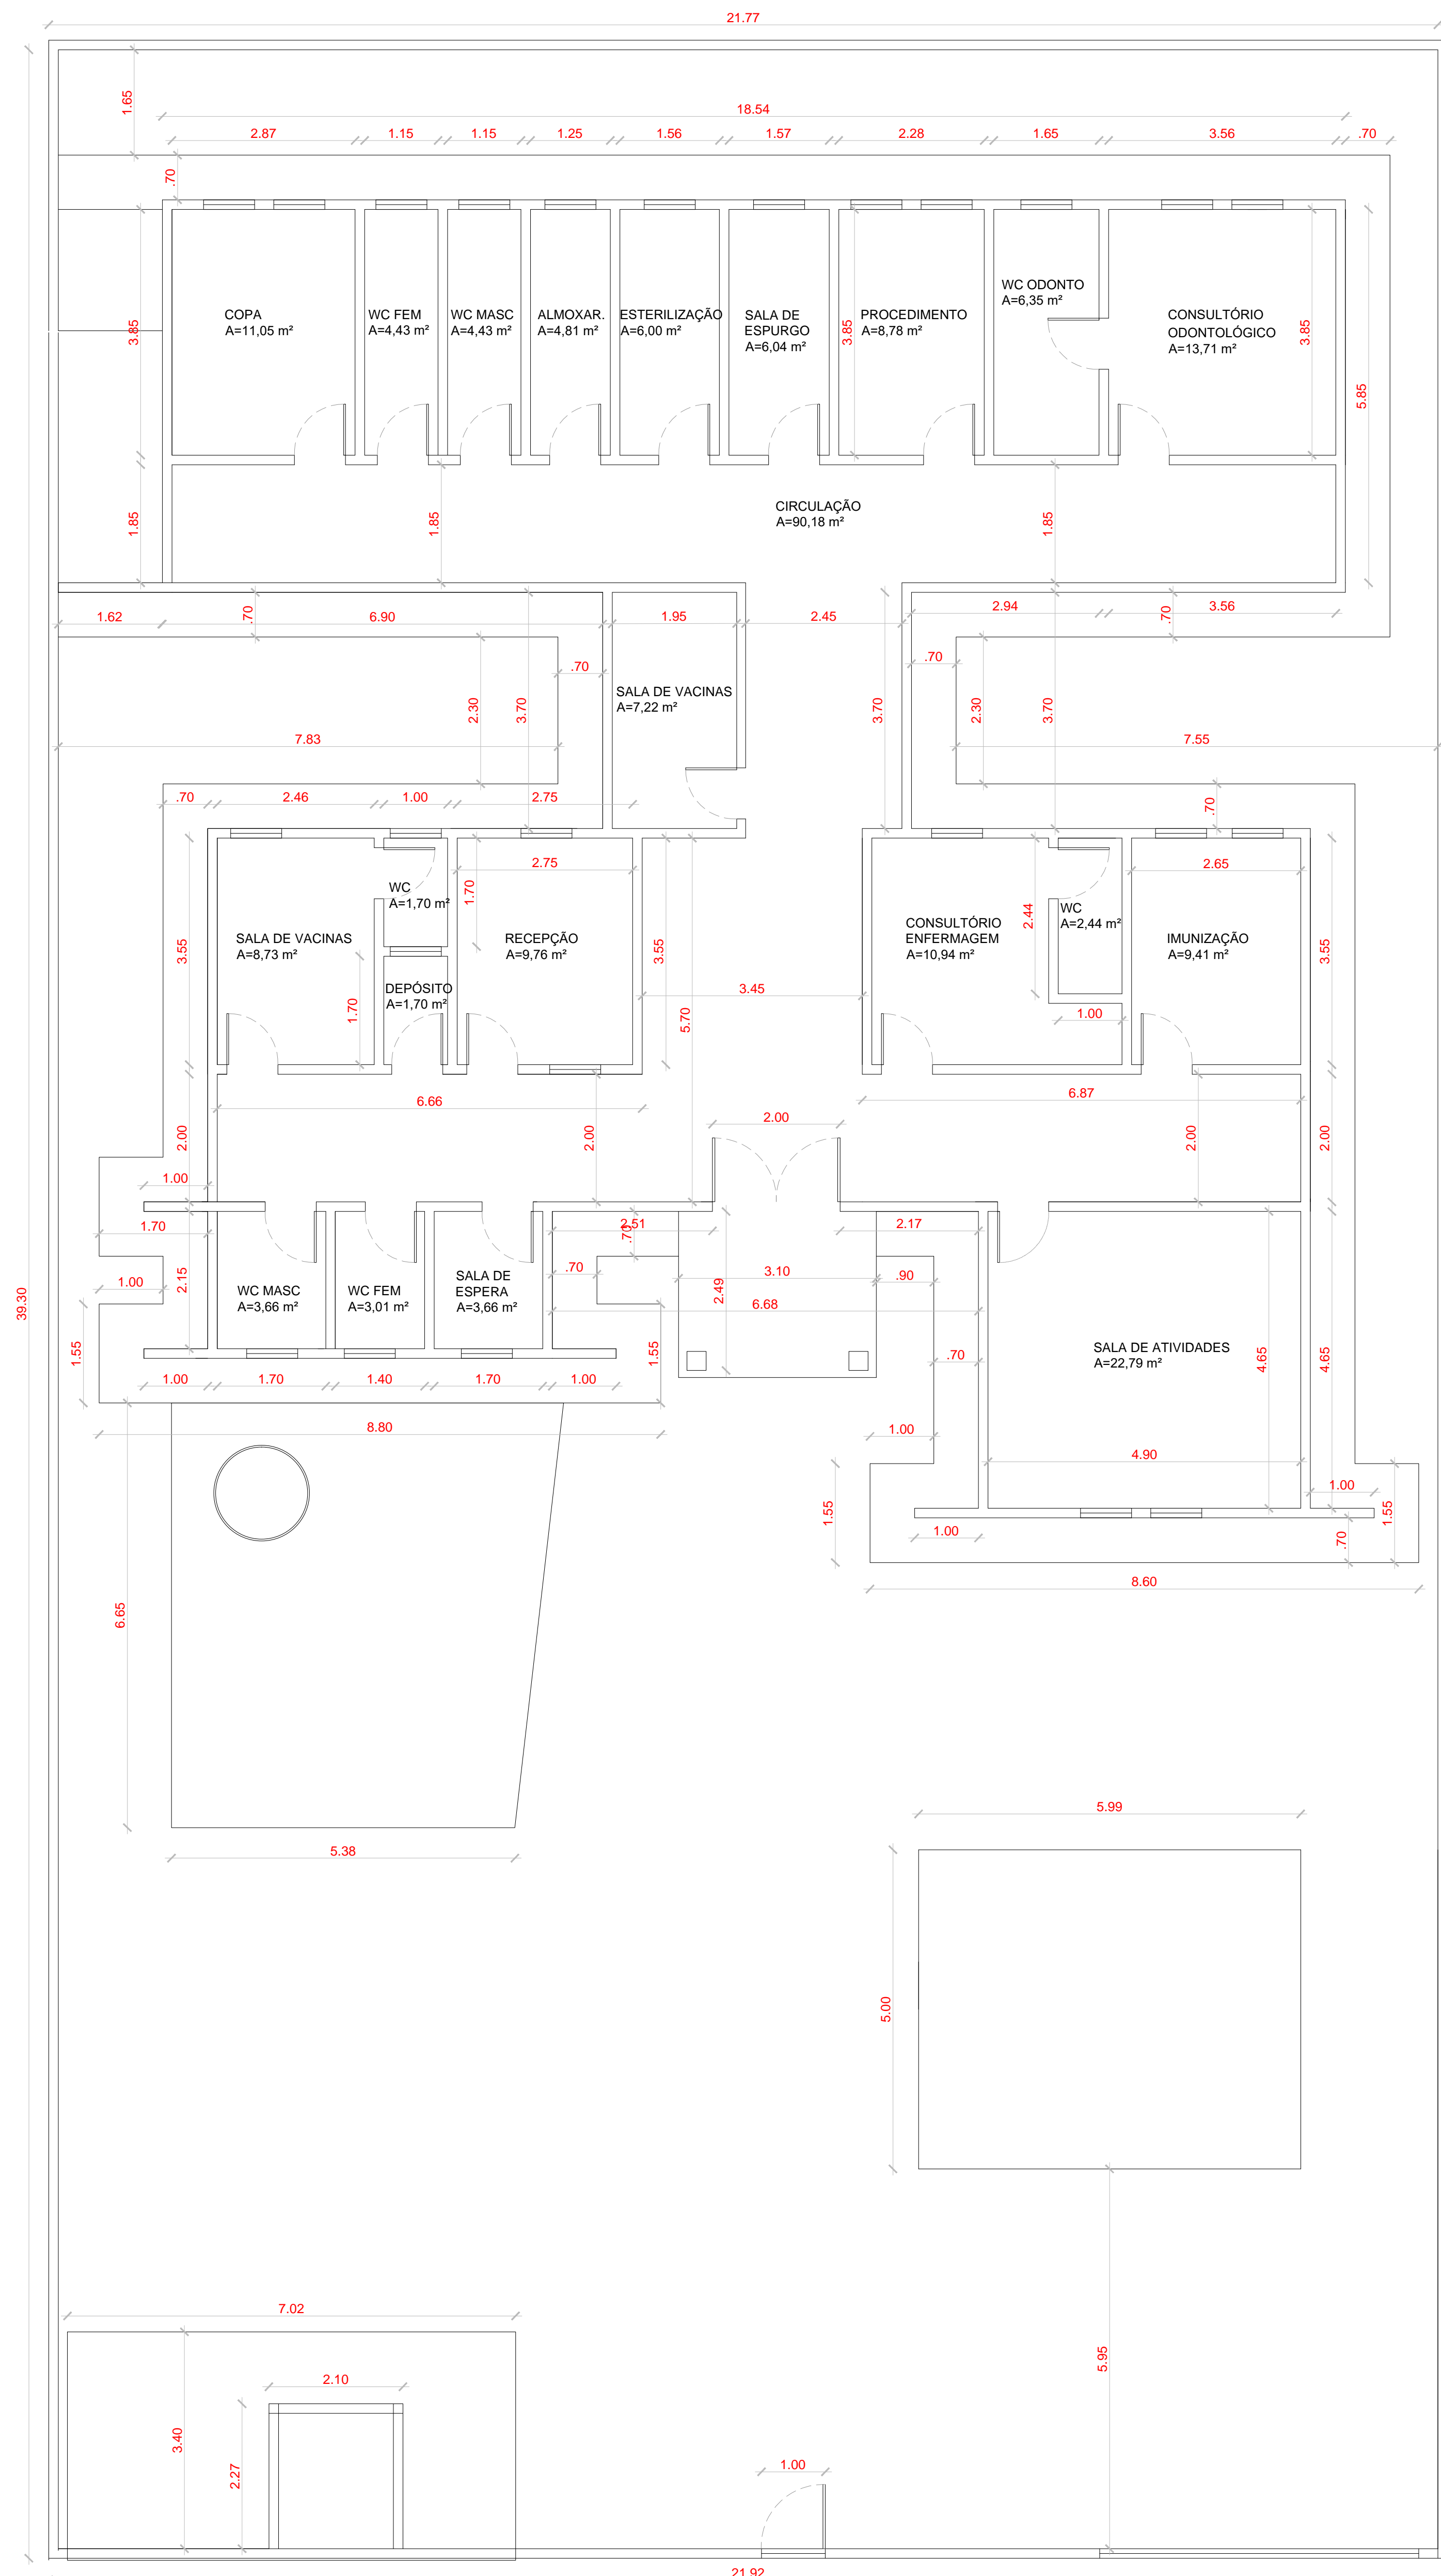 21.77
1.65
18.54
2.87
1.15
1.15
1.25
1.56
1.57
2.28
1.65
3.56
.70
.70
COPA
A=11,05 m²
WC FEM
A=4,43 m²
WC MASC
A=4,43 m²
ALMOXAR.
A=4,81 m²
ESTERILIZAÇÃO
A=6,00 m²
SALA DE
ESPURGO
A=6,04 m²
PROCEDIMENTO
A=8,78 m²
WC ODONTO
A=6,35 m²
CONSULTÓRIO
ODONTOLÓGICO
A=13,71 m²
3.85
3.85
3.85
5.85
CIRCULAÇÃO
A=90,18 m²
1.85
1.85
1.85
1.62
.70
6.90
1.95
2.45
2.94
.70
3.56
.70
.70
SALA DE VACINAS
A=7,22 m²
2.30
3.70
3.70
2.30
3.70
7.83
7.55
.70
2.46
1.00
2.75
.70
2.75
2.65
WC
A=1,70 m²
1.70
SALA DE VACINAS
A=8,73 m²
RECEPÇÃO
A=9,76 m²
CONSULTÓRIO
ENFERMAGEM
A=10,94 m²
2.44
WC
A=2,44 m²
IMUNIZAÇÃO
A=9,41 m²
3.55
3.55
3.55
DEPÓSITO
A=1,70 m²
1.70
3.45
5.70
1.00
6.66
6.87
2.00
2.00
2.00
2.00
2.00
1.00
1.70
2.51
.70
2.17
1.00
2.15
.70
3.10
.90
2.49
6.68
WC MASC
A=3,66 m²
WC FEM
A=3,01 m²
SALA DE
ESPERA
A=3,66 m²
39.30
1.55
1.55
SALA DE ATIVIDADES
A=22,79 m²
4.65
4.65
.70
1.00
1.70
1.40
1.70
1.00
8.80
1.00
4.90
1.00
1.55
1.55
1.00
.70
8.60
6.65
5.38
5.99
5.00
5.95
7.02
2.10
3.40
2.27
1.00
21.92